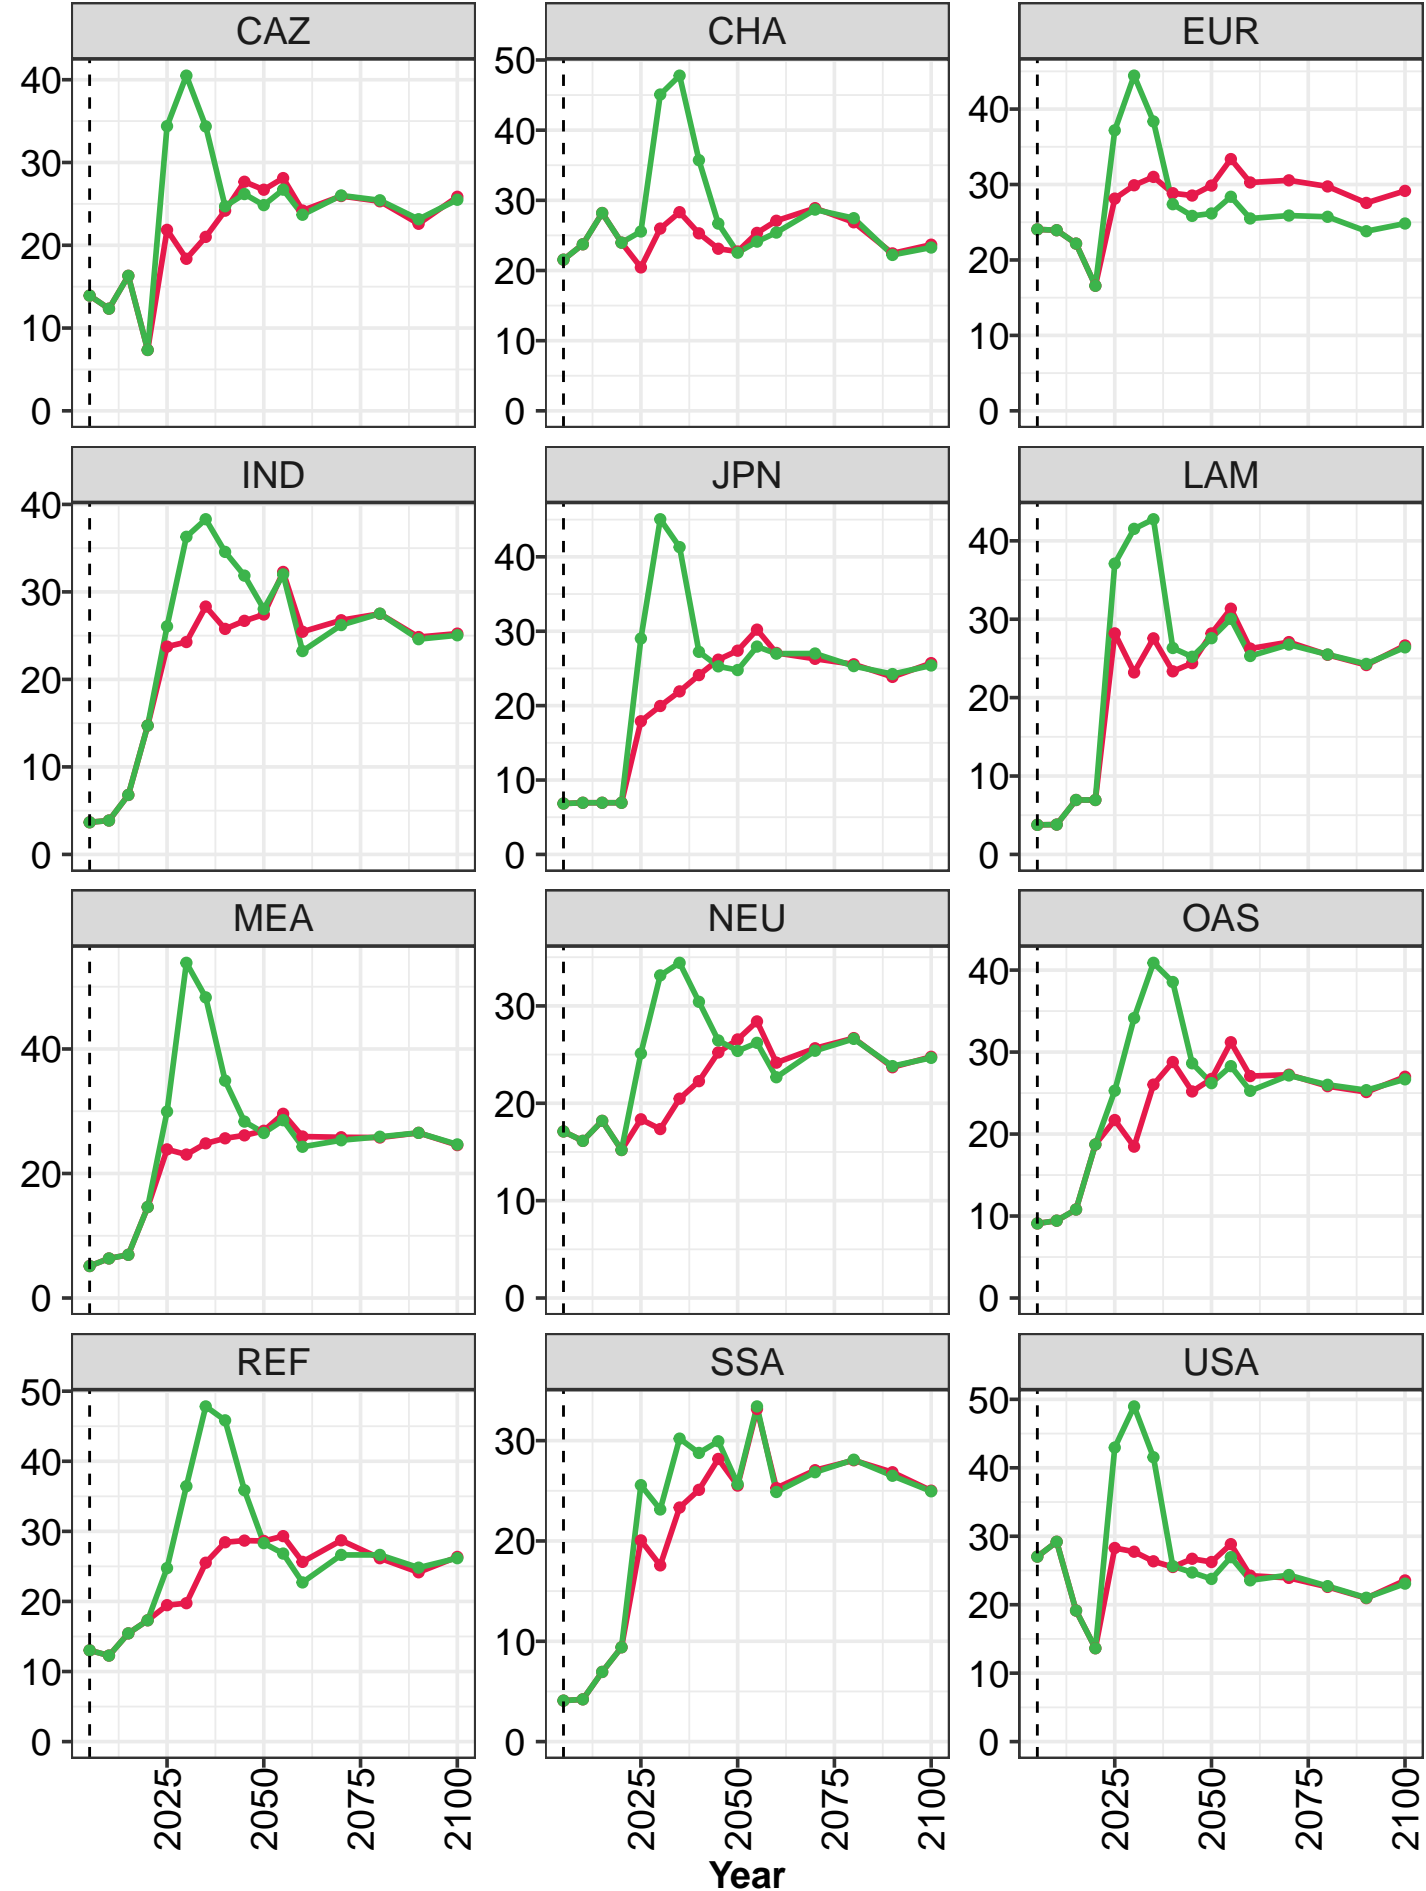 CAZ CHA EUR
40 30 20 10 0
50 40 30 20 10 0
40 30 20 10 0
IND JPN LAM
40 30 20 10 0
40 30 20 10 0
40 30 20 10 0
MEA NEU OAS
40 20 0
30 20 10 0
40 30 20 10 0
REF SSA USA
50 40 30 20 10 0
30 20 10 0
50 40 30 20 10 0
2025 2050 2075 2100 2025 2050 2075 2100 2025 2050 2075 2100
Year